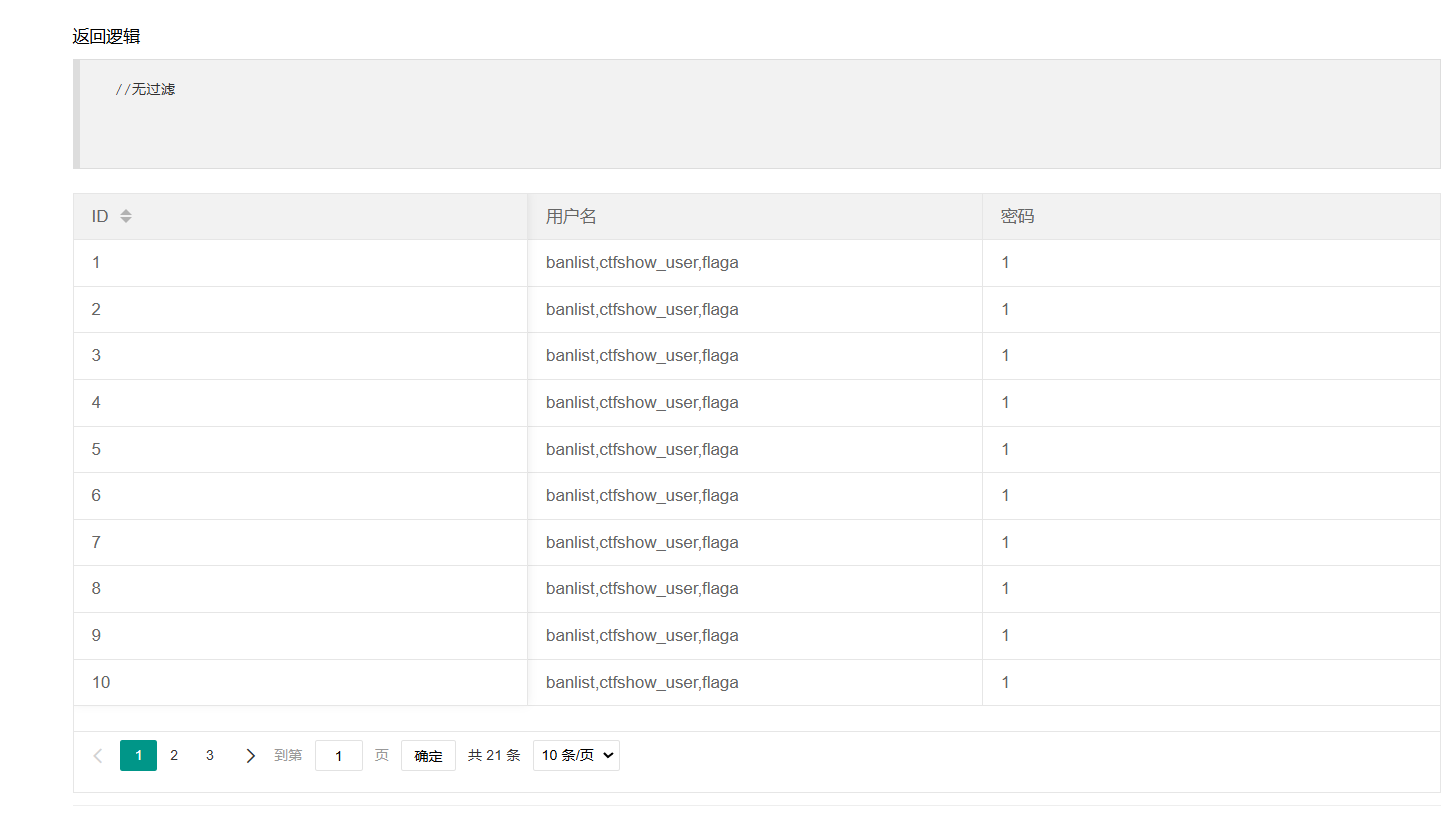 返回逻辑
//无过滤
ID 用户名 密码
1 banlist,ctfshow_user,flaga 1
2 banlist,ctfshow_user,flaga 1
3 banlist,ctfshow_user,flaga 1
4 banlist,ctfshow_user,flaga 1
5 banlist,ctfshow_user,flaga 1
6 banlist,ctfshow_user,flaga 1
7 banlist,ctfshow_user,flaga 1
8 banlist,ctfshow_user,flaga 1
9 banlist,ctfshow_user,flaga 1
10 banlist,ctfshow_user,flaga 1
1 2 3 到第 1 页 确定 共 21 条 10 条/页